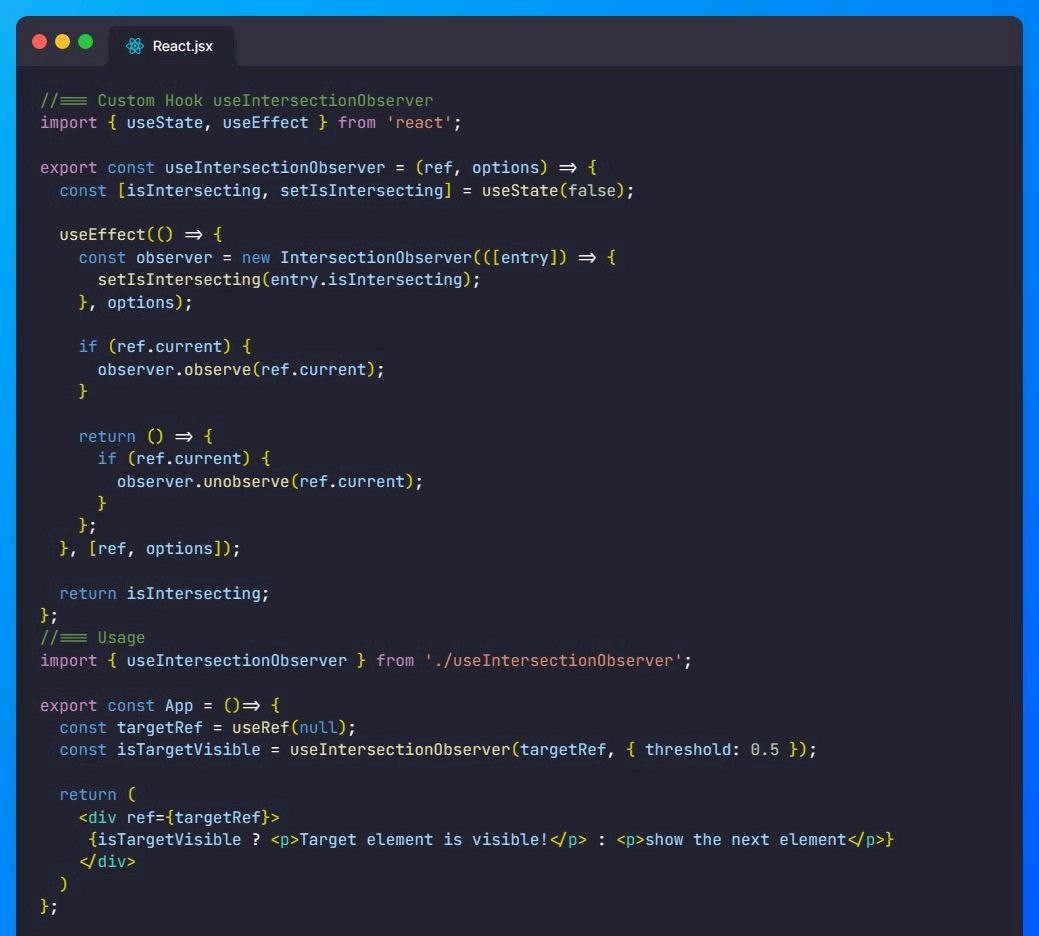 React.jsx
//=== Custom Hook useIntersectionObserver
import { useState, useEffect } from 'react';

export const useIntersectionObserver = (ref, options) => {
  const [isIntersecting, setIsIntersecting] = useState(false);

  useEffect(() => {
    const observer = new IntersectionObserver(([entry]) => {
      setIsIntersecting(entry.isIntersecting);
    }, options);

    if (ref.current) {
      observer.observe(ref.current);
    }

    return () => {
      if (ref.current) {
        observer.unobserve(ref.current);
      }
    };
  }, [ref, options]);

  return isIntersecting;
};
//=== Usage
import { useIntersectionObserver } from './useIntersectionObserver';

export const App = ()=> {
  const targetRef = useRef(null);
  const isTargetVisible = useIntersectionObserver(targetRef, { threshold: 0.5 });

  return (
    <div ref={targetRef}>
     {isTargetVisible ? <p>Target element is visible!</p> : <p>show the next element</p>}
    </div>
  )
};